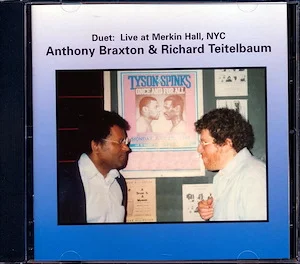 Duet: Live at Merkin Hall, NYC
Anthony Braxton & Richard Teitelbaum
TYSON-SPINKS
ONCE AND FOR ALL